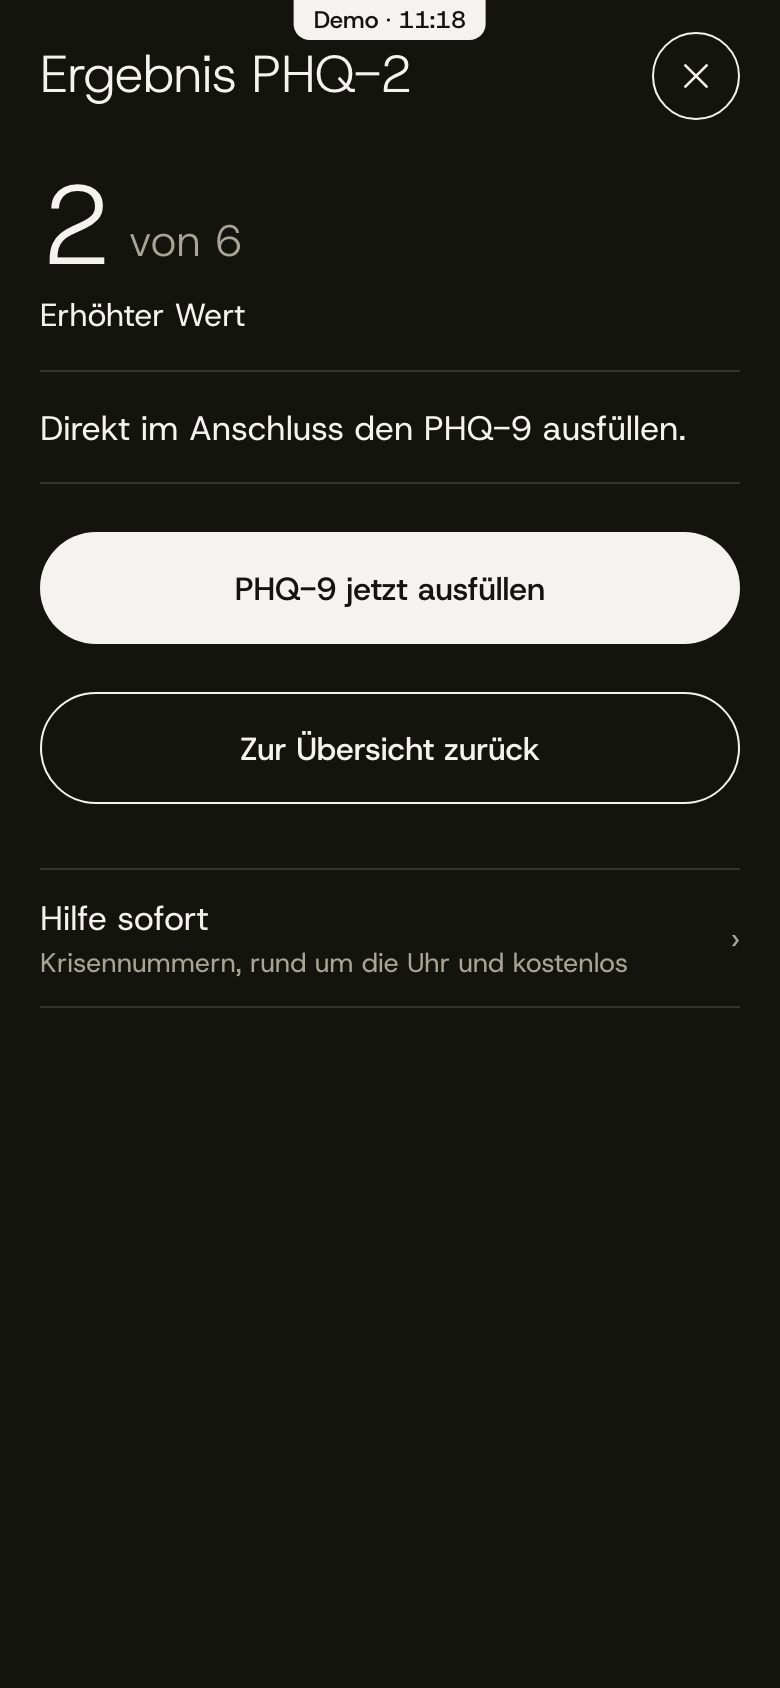 Demo · 11:18
Ergebnis PHQ-2
2 von 6
Erhöhter Wert
Direkt im Anschluss den PHQ-9 ausfüllen.
PHQ-9 jetzt ausfüllen
Zur Übersicht zurück
Hilfe sofort
Krisennummern, rund um die Uhr und kostenlos